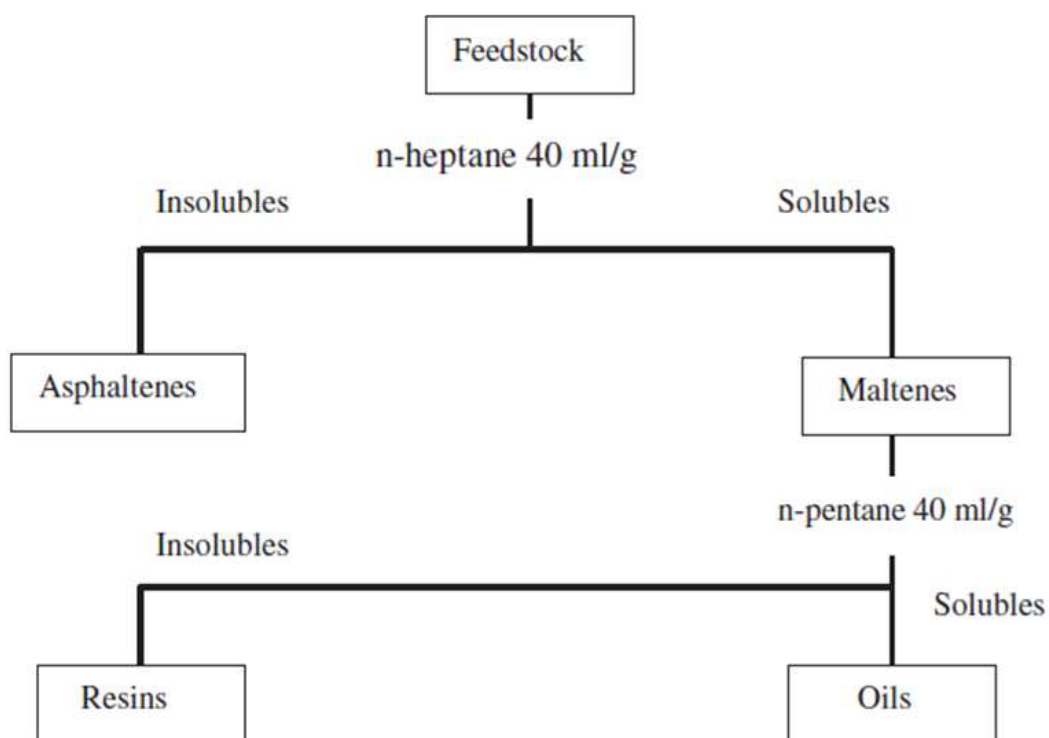 Feedstock
n-heptane 40 ml/g
Insolubles
Solubles
Asphaltenes
Maltenes
n-pentane 40 ml/g
Insolubles
Solubles
Resins
Oils